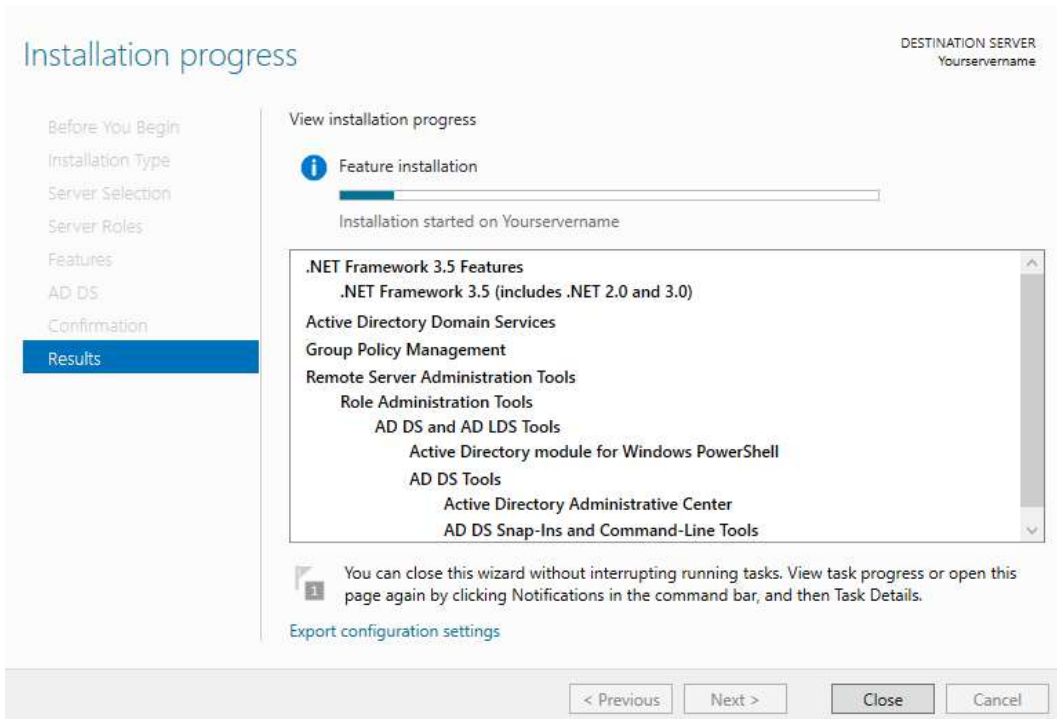 Installation progress
DESTINATION SERVER
Yourservername
Before You Begin
Installation Type
Server Selection
Server Roles
Features
AD DS
Confirmation
Results
View installation progress
Feature installation
Installation started on Yourservername
.NET Framework 3.5 Features
.NET Framework 3.5 (includes .NET 2.0 and 3.0)
Active Directory Domain Services
Group Policy Management
Remote Server Administration Tools
Role Administration Tools
AD DS and AD LDS Tools
Active Directory module for Windows PowerShell
AD DS Tools
Active Directory Administrative Center
AD DS Snap-Ins and Command-Line Tools
1
You can close this wizard without interrupting running tasks. View task progress or open this
page again by clicking Notifications in the command bar, and then Task Details.
Export configuration settings
< Previous
Next >
Close
Cancel